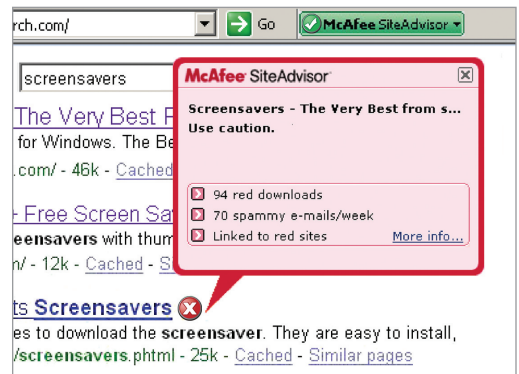 rch.com/ Go McAfee SiteAdvisor
screensavers
McAfee SiteAdvisor
Screensavers - The Very Best from s...
Use caution.
94 red downloads
70 spammy e-mails/week
Linked to red sites More info...
The Very Best
for Windows. The Be
.com/ - 46k - Cached
Free Screen Sa
eensavers with thum
/ - 12k - Cached - S
ts Screensavers
es to download the screensaver. They are easy to install,
/screensavers.phtml - 25k - Cached - Similar pages